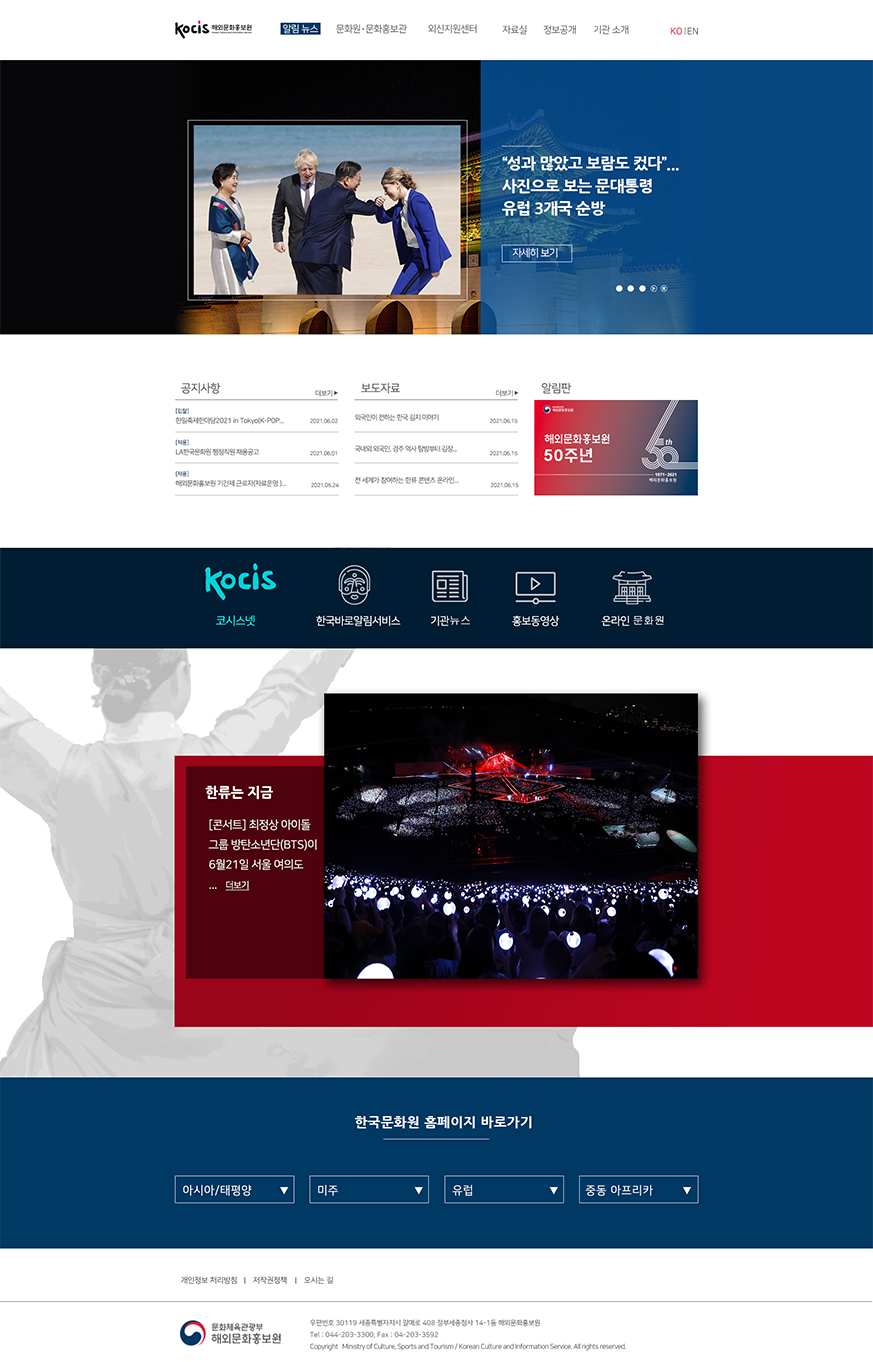 Kocis 해외문화홍보원
알림 뉴스
문화원·문화홍보관
외신지원센터
자료실
정보공개
기관 소개
KO|EN
“성과 많았고 보람도 컸다”...
사진으로 보는 문대통령
유럽 3개국 순방
자세히 보기
공지사항
더보기 ▶
[입찰]
한일축제한마당2021 in Tokyo(K-POP... 2021.06.02
[채용]
LA한국문화원 행정직원 채용공고 2021.06.01
[채용]
해외문화홍보원 기간제 근로자(자료운영 )... 2021.05.24
보도자료
더보기 ▶
외국인이 전하는 한국 김치 이야기 2021.06.15
국내외 외국인, 경주 역사 탐방부터 김장... 2021.06.15
전 세계가 참여하는 한류 콘텐츠 온라인... 2021.06.15
알림판
해외문화홍보원
해외문화홍보원
50주년
50th
1971-2021
해외문화홍보원
Kocis
코시스넷
한국바로알림서비스
기관뉴스
홍보동영상
온라인 문화원
한류는 지금
[콘서트] 최정상 아이돌
그룹 방탄소년단(BTS)이
6월21일 서울 여의도
... 더보기
한국문화원 홈페이지 바로가기
아시아/태평양 ▼
미주 ▼
유럽 ▼
중동 아프리카 ▼
개인정보 처리방침 | 저작권정책 | 오시는 길
문화체육관광부
해외문화홍보원
우편번호 30119 세종특별자치시 갈매로 408 정부세종청사 14-1동 해외문화홍보원
Tel : 044-203-3300, Fax : 04-203-3592
Copyright Ministry of Culture, Sports and Tourism / Korean Culture and Information Service. All rights reserved.